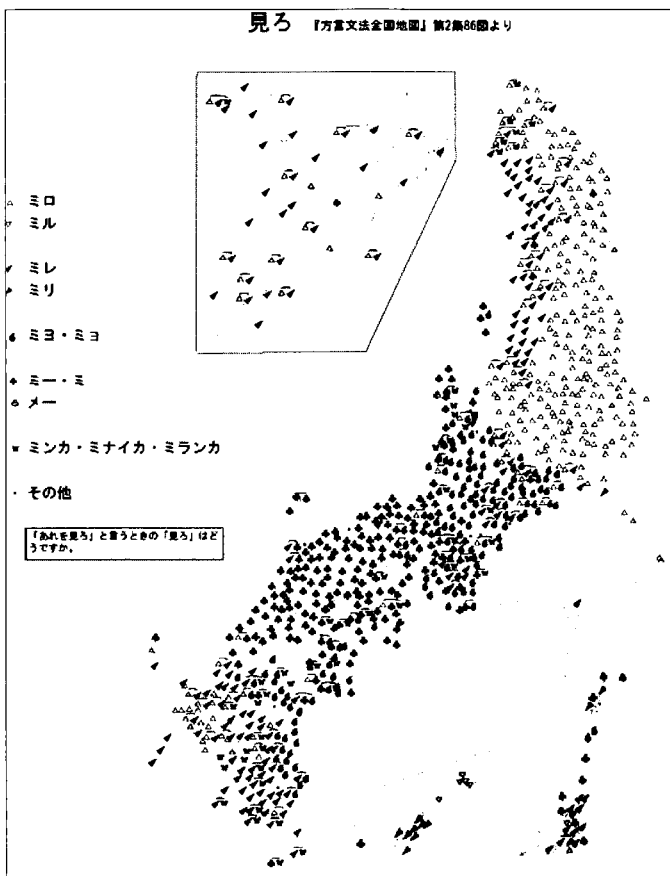 見ろ 『方言文法全国地図』第2集86図より
ミロ
ミル
ミレ
ミリ
ミヨ・ミョ
ミー・ミ
メー
ミンカ・ミナイカ・ミランカ
その他
「あれを見ろ」と言うときの「見ろ」はど
うですか。